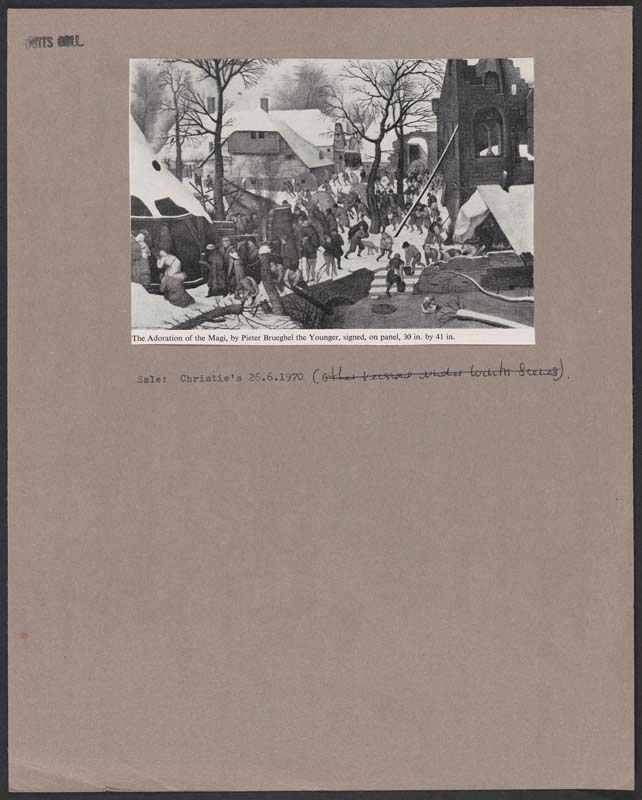 WITS COLL.
The Adoration of the Magi, by Pieter Brueghel the Younger, signed, on panel, 30 in. by 41 in.
Sale: Christie's 26.6.1970 (other versions under Winter Scenes).